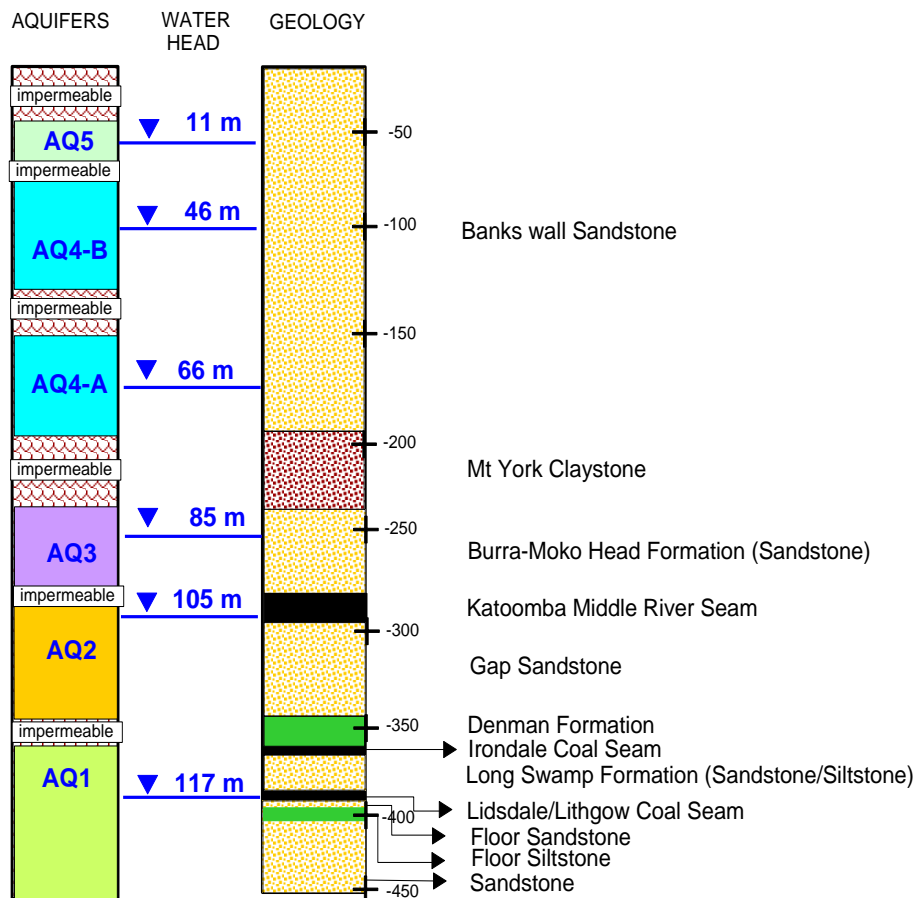 AQUIFERS
WATER
HEAD
GEOLOGY
impermeable
11 m
AQ5
-50
impermeable
46 m
-100
Banks wall Sandstone
AQ4-B
impermeable
-150
66 m
AQ4-A
-200
impermeable
Mt York Claystone
85 m
-250
AQ3
Burra-Moko Head Formation (Sandstone)
impermeable
105 m
Katoomba Middle River Seam
-300
AQ2
Gap Sandstone
impermeable
-350
Denman Formation
Irondale Coal Seam
AQ1
Long Swamp Formation (Sandstone/Siltstone)
117 m
Lidsdale/Lithgow Coal Seam
-400
Floor Sandstone
Floor Siltstone
Sandstone
-450